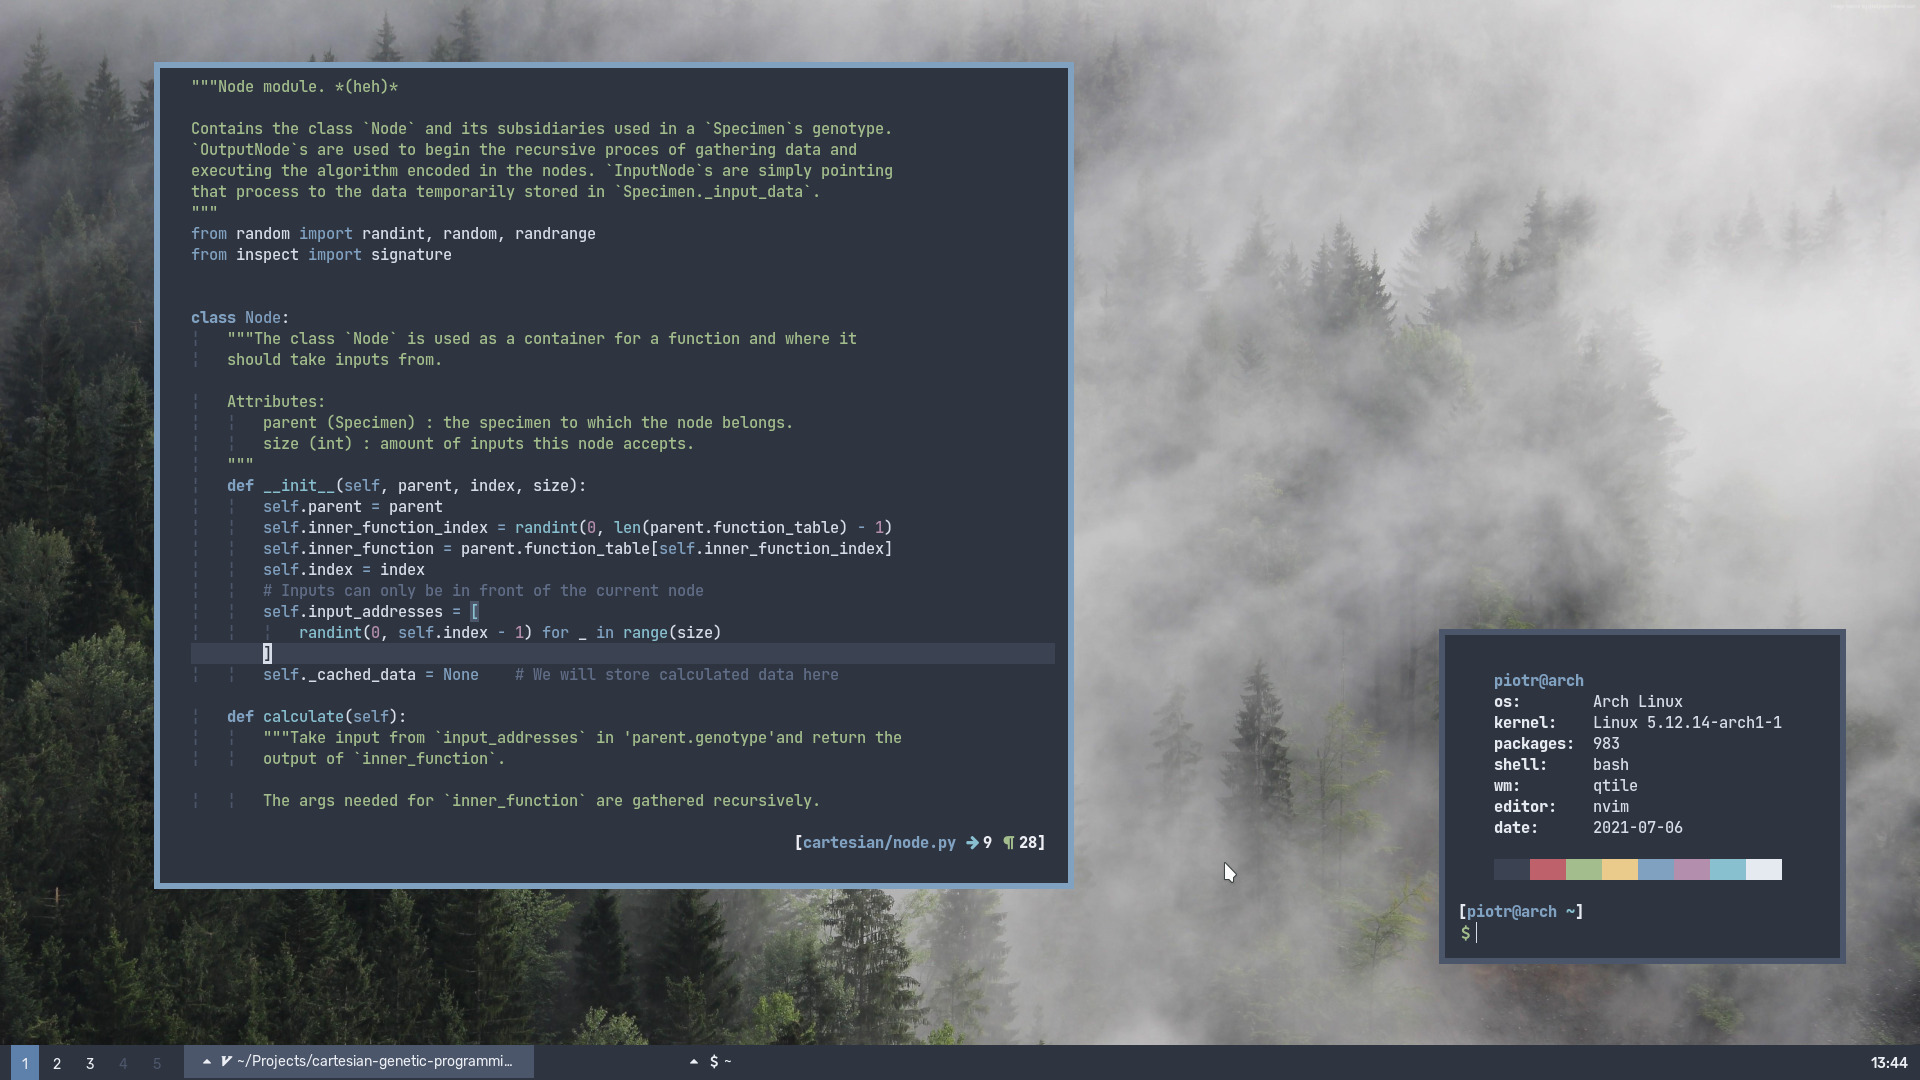 """Node module. *(heh)*
Contains the class `Node` and its subsidiaries used in a `Specimen`s genotype.
`OutputNode`s are used to begin the recursive proces of gathering data and
executing the algorithm encoded in the nodes. `InputNode`s are simply pointing
that process to the data temporarily stored in `Specimen._input_data`.
"""
from random import randint, random, randrange
from inspect import signature
class Node:
"""The class `Node` is used as a container for a function and where it
should take inputs from.
Attributes:
parent (Specimen) : the specimen to which the node belongs.
size (int) : amount of inputs this node accepts.
"""
def __init__(self, parent, index, size):
self.parent = parent
self.inner_function_index = randint(0, len(parent.function_table) - 1)
self.inner_function = parent.function_table[self.inner_function_index]
self.index = index
# Inputs can only be in front of the current node
self.input_addresses = [
randint(0, self.index - 1) for _ in range(size)
]
self._cached_data = None    # We will store calculated data here
def calculate(self):
"""Take input from `input_addresses` in 'parent.genotype'and return the
output of `inner_function`.
The args needed for `inner_function` are gathered recursively.
[cartesian/node.py → 9 ¶ 28]
piotr@arch
os: Arch Linux
kernel: Linux 5.12.14-arch1-1
packages: 983
shell: bash
wm: qtile
editor: nvim
date: 2021-07-06
[piotr@arch ~]
$
1 2 3 4 5 ~/Projects/cartesian-genetic-programmi... $ ~ 13:44